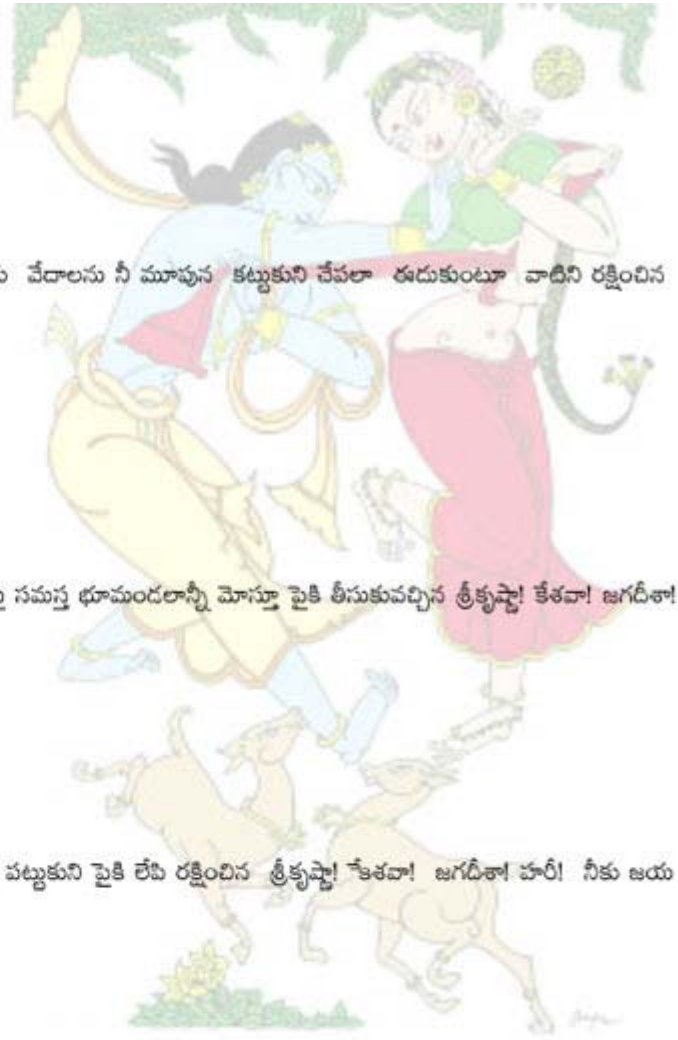 వేదాలను నీ మూపున కట్టుకుని చేపలా ఈదుకుంటూ వాటిని రక్షించిన
సమస్త భూమండలాన్నీ మోస్తూ పైకి తీసుకువచ్చిన శ్రీకృష్ణా! కేశవా! జగదీశా!
పట్టుకుని పైకి లేపి రక్షించిన శ్రీకృష్ణా! కేశవా! జగదీశా! హరీ! నీకు జయ